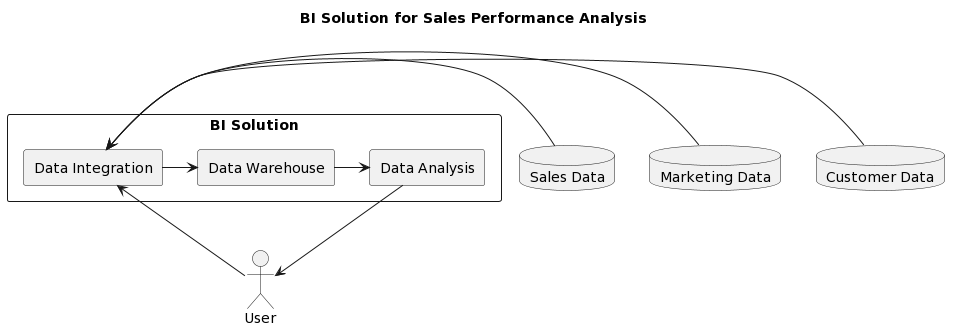 BI Solution for Sales Performance Analysis
BI Solution
Data Integration
Data Warehouse
Data Analysis
Sales Data
Marketing Data
Customer Data
User